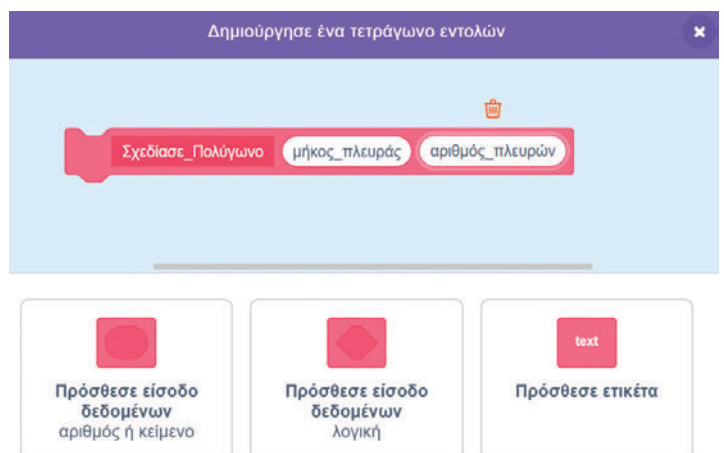 Δημιούργησε ένα τετράγωνο εντολών
Σχεδίασε_Πολύγωνο μήκος_πλευράς αριθμός_πλευρών
text
Πρόσθεσε είσοδο
δεδομένων
αριθμός ή κείμενο
Πρόσθεσε είσοδο
δεδομένων
λογική
Πρόσθεσε ετικέτα